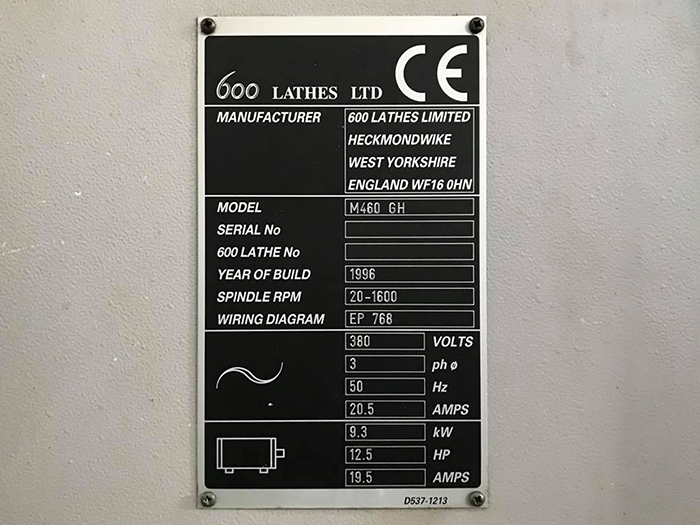 600 LATHES LTD CE
MANUFACTURER 600 LATHES LIMITED
HECKMONDWIKE
WEST YORKSHIRE
ENGLAND WF16 0HN
MODEL M460 GH
SERIAL No
600 LATHE No
YEAR OF BUILD 1996
SPINDLE RPM 20-1600
WIRING DIAGRAM EP 768
380 VOLTS
3 ph ø
50 Hz
20.5 AMPS
9.3 kW
12.5 HP
19.5 AMPS
D537-1213